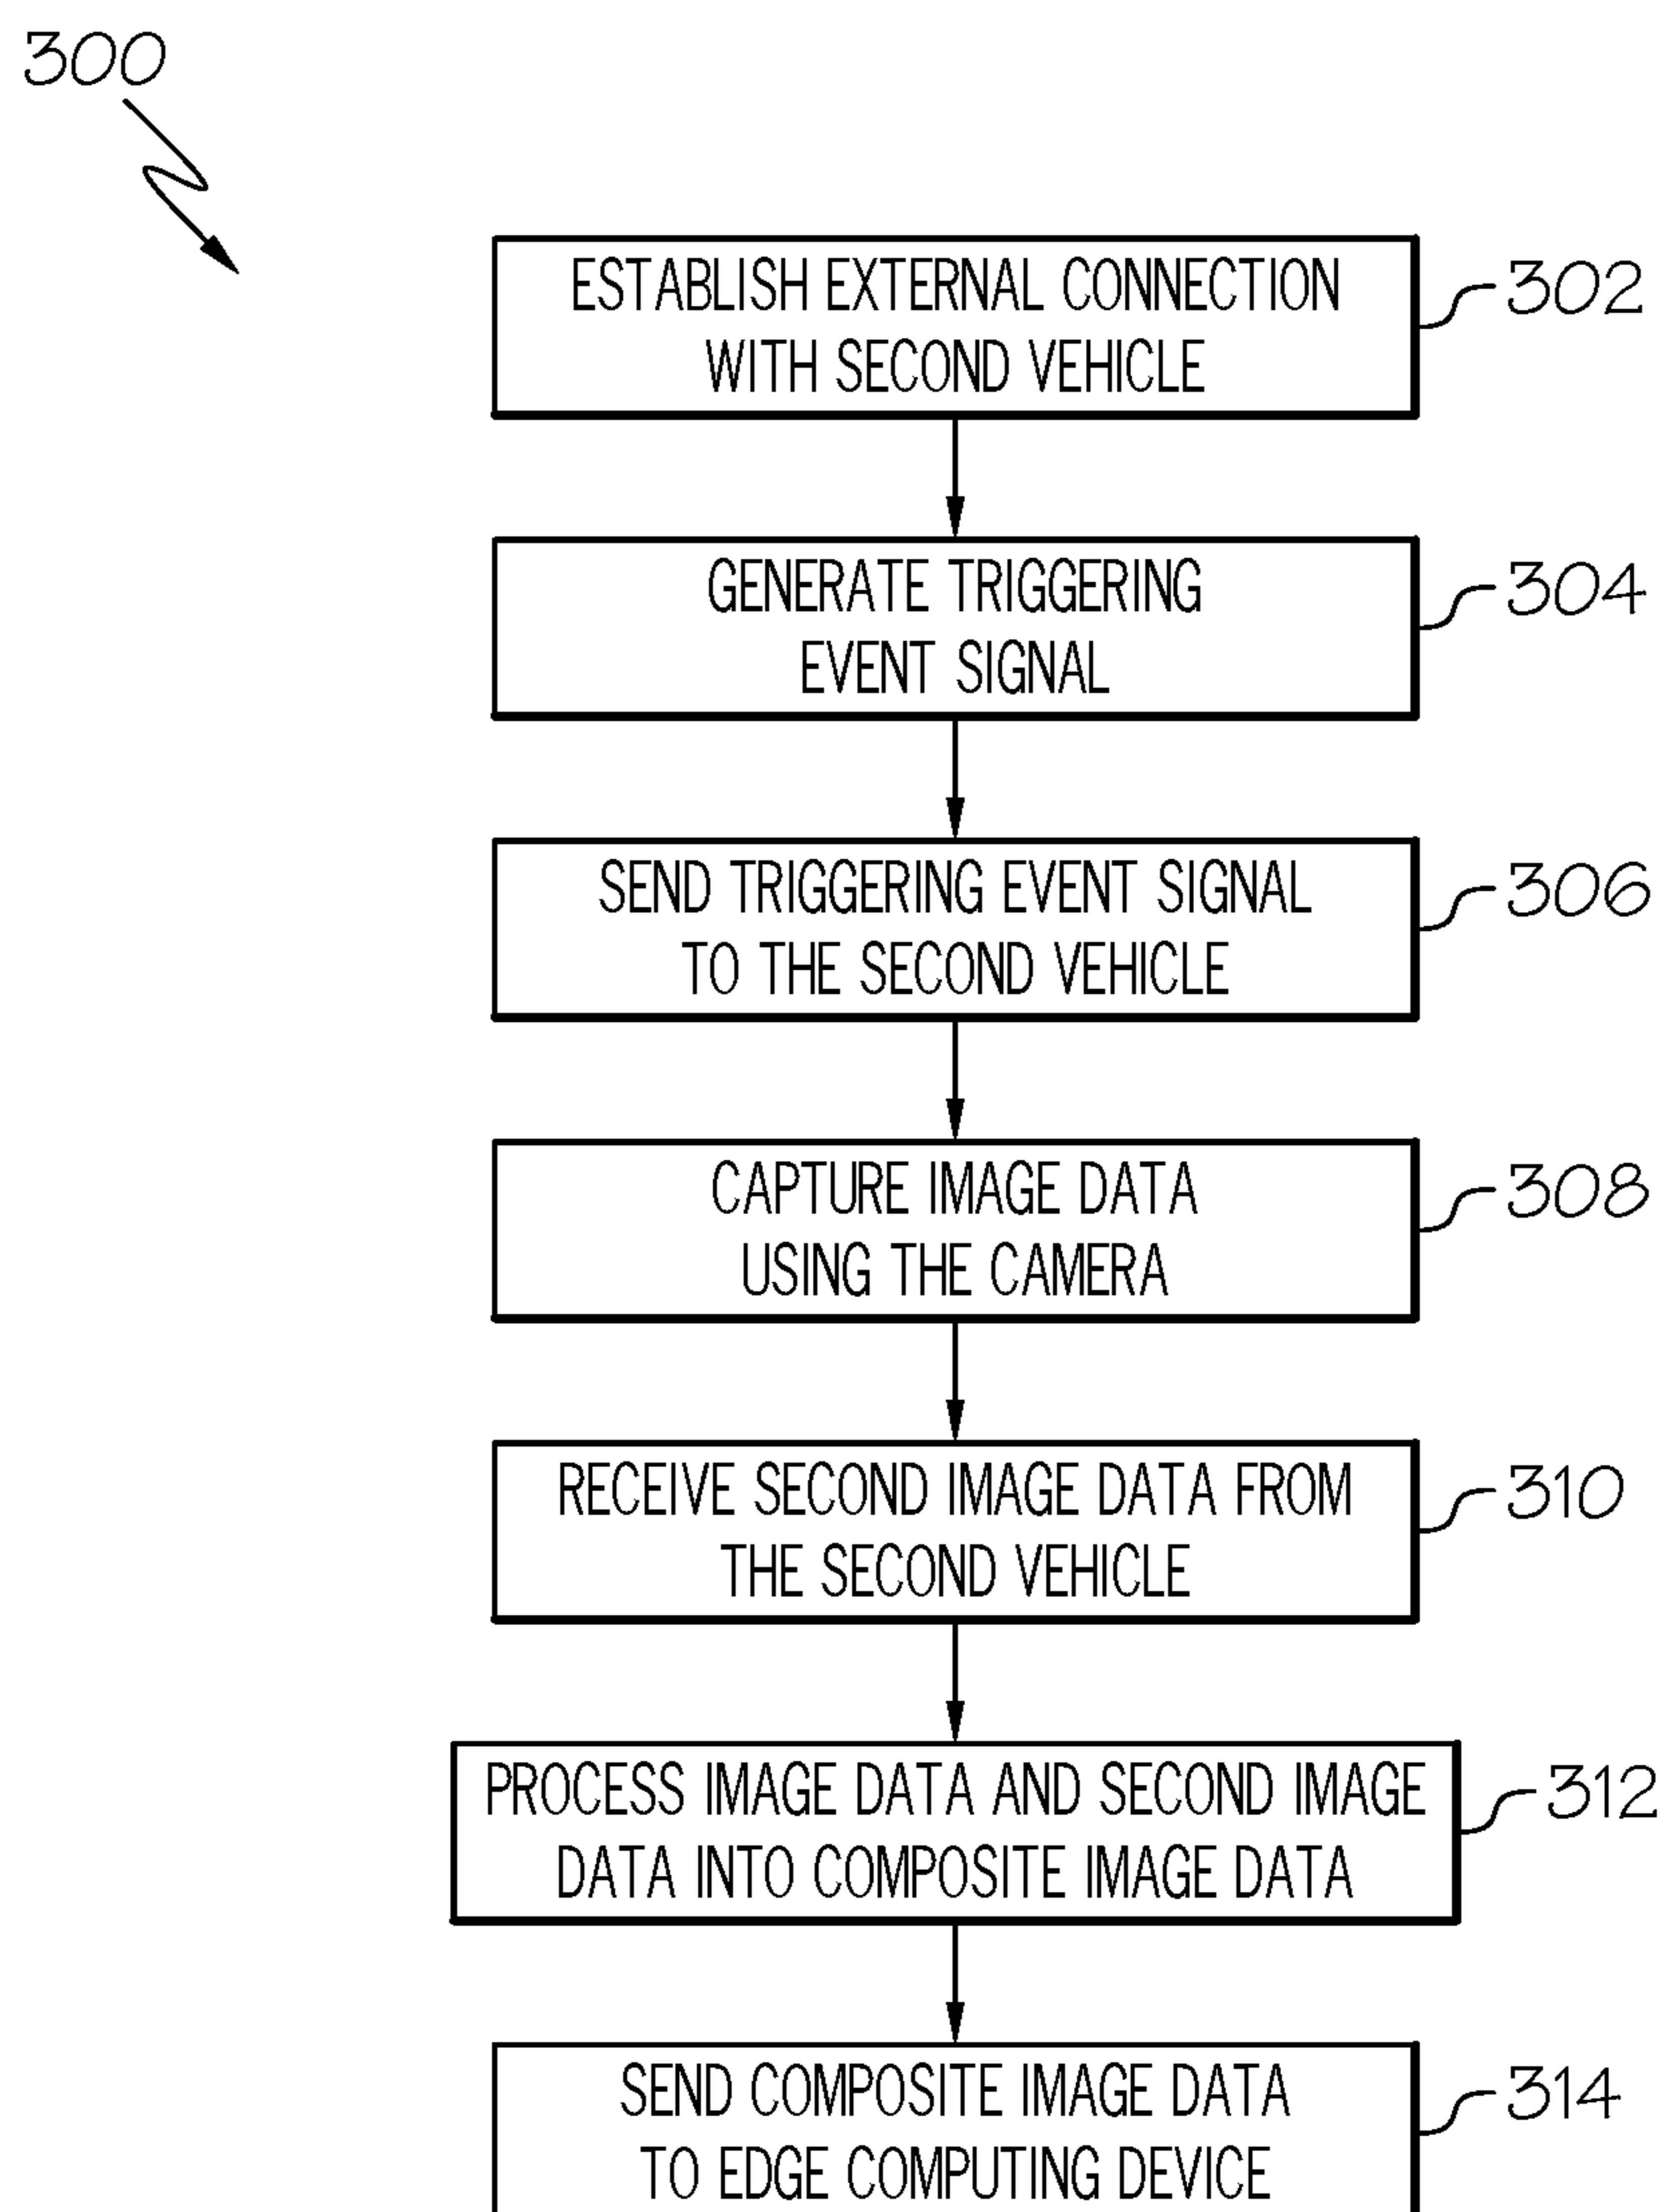 300
ESTABLISH EXTERNAL CONNECTION
WITH SECOND VEHICLE
302
GENERATE TRIGGERING
EVENT SIGNAL
304
SEND TRIGGERING EVENT SIGNAL
TO THE SECOND VEHICLE
306
CAPTURE IMAGE DATA
USING THE CAMERA
308
RECEIVE SECOND IMAGE DATA FROM
THE SECOND VEHICLE
310
PROCESS IMAGE DATA AND SECOND IMAGE
DATA INTO COMPOSITE IMAGE DATA
312
SEND COMPOSITE IMAGE DATA
TO EDGE COMPUTING DEVICE
314